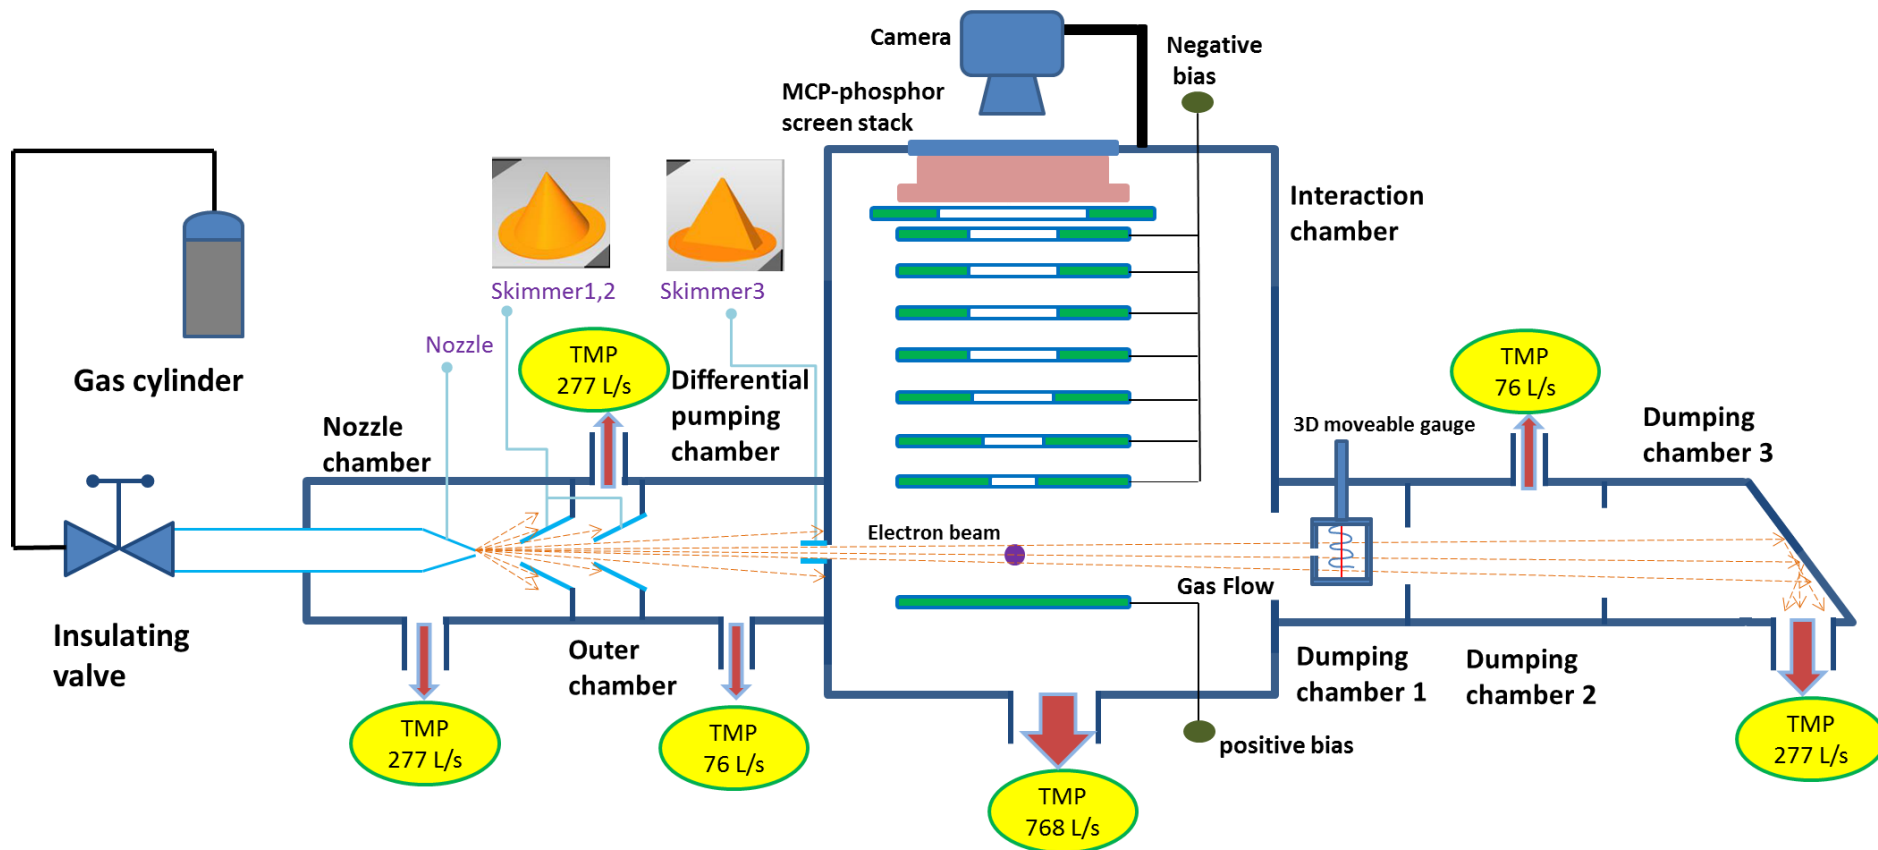 Camera
Negative
bias
MCP-phosphor
screen stack
Interaction
chamber
Skimmer1,2
Skimmer3
Nozzle
TMP
277 L/s
Differential
pumping
chamber
Gas cylinder
Nozzle
chamber
TMP
76 L/s
3D moveable gauge
Dumping
chamber 3
Electron beam
Gas Flow
Insulating
valve
Outer
chamber
Dumping
chamber 1
Dumping
chamber 2
TMP
277 L/s
TMP
76 L/s
positive bias
TMP
277 L/s
TMP
768 L/s